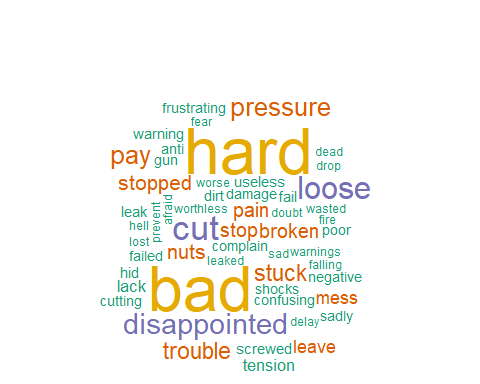 frustrating pressure
fear
warning hard
anti
pay gun dead
drop
stopped worse useless loose
dirt damage fail
afraid
leak worthless pain doubt wasted
prevent
hell cut stop broken fire poor
lost
nuts complain
failed leaked sad warnings
falling
hid bad stuck negative
lack shocks
cutting confusing mess
disappointed delay sadly
trouble screwed leave
tension